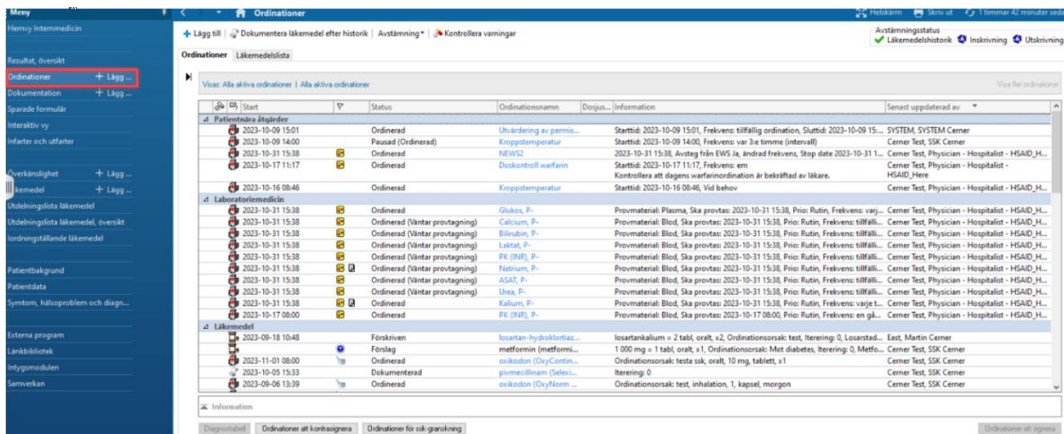 Meny
Ordinationer
Helskärm Skriv ut 1 timmar 42 minuter seda
Hemvy Internmedicin
Resultat, översikt
Ordinationer + Lägg ...
Dokumentation + Lägg ...
Sparade formulär
Interaktiv vy
Infarter och utfarter
Överkänslighet + Lägg ...
kemedel + Lägg ...
Utdelningslista läkemedel
Utdelningslista läkemedel, översikt
Iordningställande läkemedel
Patientbakgrund
Patientdata
Symtom, hälsoproblem och diagn...
Externa program
Länkbibliotek
Intygsmodulen
Samverkan
+ Lägg till Dokumentera läkemedel efter historik Avstämning Kontrollera varningar
Avstämningsstatus
Läkemedelshistorik Inskrivning Utskrivning
Ordinationer Läkemedelslista
Visar: Alla aktiva ordinationer Alla aktiva ordinationer
Visa fler ordinationer
Start Status Ordinationsnamn Dosjus... Information Senast uppdaterad av
Patientnära åtgärder
2023-10-09 15:01 Ordinerad Utvärdering av permis... Starttid: 2023-10-09 15:01, Frekvens: tillfällig ordination, Sluttid: 2023-10-09 15:... SYSTEM, SYSTEM Cerner
2023-10-09 14:00 Pausad (Ordinerad) Kroppstemperatur Starttid: 2023-10-09 14:00, Frekvens: var 3:e timme (intervall) Cerner Test, Physician - Hospitalist - HSAID_H...
2023-10-31 15:38 Ordinerad NEWS2 2023-10-31 15:38, Avsteg från EWS Ja, ändrad frekvens, Stop date 2023-10-31 1... Cerner Test, Physician - Hospitalist - HSAID_H...
2023-10-17 11:17 Ordinerad Doskontroll warfarin Starttid: 2023-10-17 11:17, Frekvens: em Cerner Test, Physician - Hospitalist -
Kontrollera att dagens warfarinordination är bekräftad av läkare. HSAID_Here
2023-10-16 08:46 Ordinerad Kroppstemperatur Starttid: 2023-10-16 08:46, Vid behov Cerner Test, Physician - Hospitalist - HSAID_H...
Laboratoriemedicin
2023-10-31 15:38 Ordinerad Glukos, P- Provmaterial: Plasma, Ska provtas: 2023-10-31 15:38, Prio: Rutin, Frekvens: varj... Cerner Test, Physician - Hospitalist - HSAID_H...
2023-10-31 15:38 Ordinerad (Väntar provtagning) Calcium, P- Provmaterial: Blod, Ska provtas: 2023-10-31 15:38, Prio: Rutin, Frekvens: tillfälli... Cerner Test, Physician - Hospitalist - HSAID_H...
2023-10-31 15:38 Ordinerad (Väntar provtagning) Bilirubin, P- Provmaterial: Blod, Ska provtas: 2023-10-31 15:38, Prio: Rutin, Frekvens: tillfälli... Cerner Test, Physician - Hospitalist - HSAID_H...
2023-10-31 15:38 Ordinerad (Väntar provtagning) Laktat, P- Provmaterial: Blod, Ska provtas: 2023-10-31 15:38, Prio: Rutin, Frekvens: tillfälli... Cerner Test, Physician - Hospitalist - HSAID_H...
2023-10-31 15:38 Ordinerad (Väntar provtagning) PK (INR), P- Provmaterial: Blod, Ska provtas: 2023-10-31 15:38, Prio: Rutin, Frekvens: tillfälli... Cerner Test, Physician - Hospitalist - HSAID_H...
2023-10-31 15:38 Ordinerad (Väntar provtagning) Natrium, P- Provmaterial: Blod, Ska provtas: 2023-10-31 15:38, Prio: Rutin, Frekvens: tillfälli... Cerner Test, Physician - Hospitalist - HSAID_H...
2023-10-31 15:38 Ordinerad (Väntar provtagning) ASAT, P- Provmaterial: Blod, Ska provtas: 2023-10-31 15:38, Prio: Rutin, Frekvens: tillfälli... Cerner Test, Physician - Hospitalist - HSAID_H...
2023-10-31 15:38 Ordinerad (Väntar provtagning) Urea, P- Provmaterial: Blod, Ska provtas: 2023-10-31 15:38, Prio: Rutin, Frekvens: tillfälli... Cerner Test, Physician - Hospitalist - HSAID_H...
2023-10-31 15:38 Ordinerad Kalium, P- Provmaterial: Blod, Ska provtas: 2023-10-31 15:38, Prio: Rutin, Frekvens: varje t... Cerner Test, Physician - Hospitalist - HSAID_H...
2023-10-17 08:00 Ordinerad PK (INR), P- Provmaterial: Blod, Ska provtas: 2023-10-17 08:00, Prio: Rutin, Frekvens: en gå... Cerner Test, Physician - Hospitalist - HSAID_H...
Läkemedel
2023-09-18 10:48 Förskriven losartan-hydroklortiaz... losartankalium = 2 tabl, oralt, x2, Ordinationsorsak: test, Iterering: 0, Losarstad... East, Martin Cerner
Förslag metformin (metformi... 1 000 mg = 1 tabl, oralt, x1, Ordinationsorsak: Mot diabetes, Iterering: 0, Metfo... Cerner Test, SSK Cerner
2023-11-01 08:00 Ordinerad oxikodon (OxyContin... Ordinationsorsak: testa ssk, oralt, 10 mg, tablett, x1 Cerner Test, SSK Cerner
2023-10-05 15:33 Dokumenterad pivmecillinam (Selexi... Iterering: 0 Cerner Test, SSK Cerner
2023-09-06 13:39 Ordinerad oxikodon (OxyNorm ... Ordinationsorsak: test, inhalation, 1, kapsel, morgon Cerner Test, SSK Cerner
Information
Diagnostabell Ordinationer att kontrasignera Ordinationer för ssk-granskning Ordinationer att signera